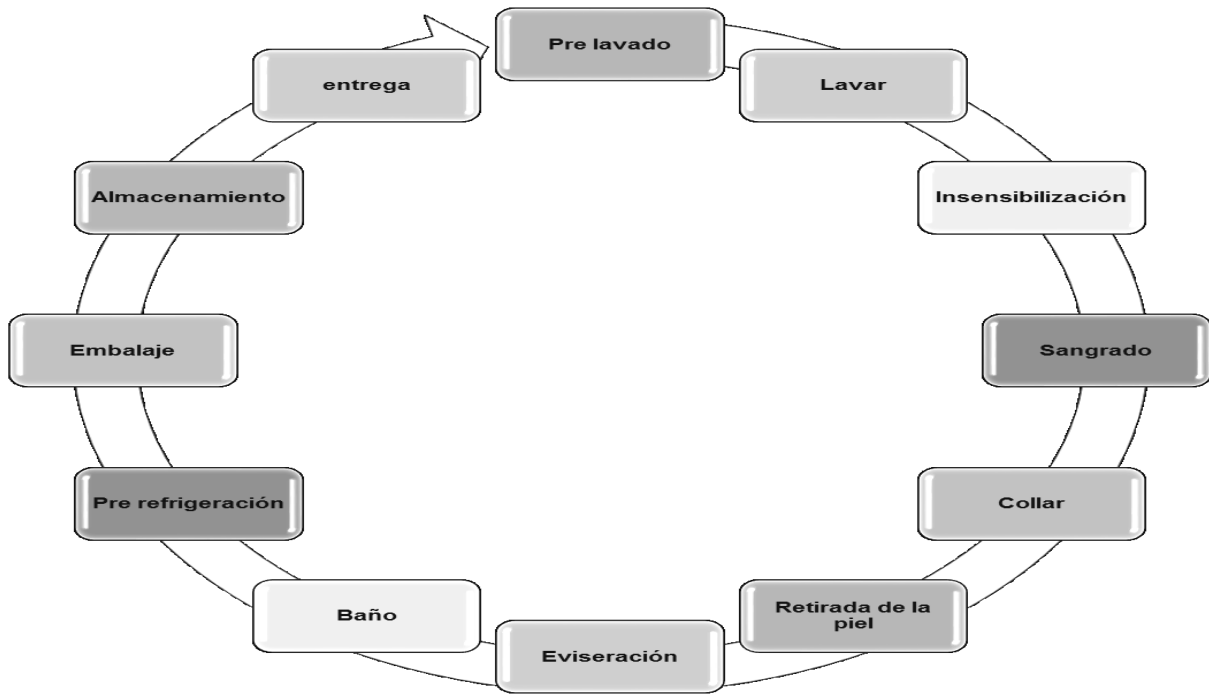 Pre lavado
Lavar
Insensibilización
Sangrado
Collar
Retirada de la
piel
Eviseración
Baño
Pre refrigeración
Embalaje
Almacenamiento
entrega